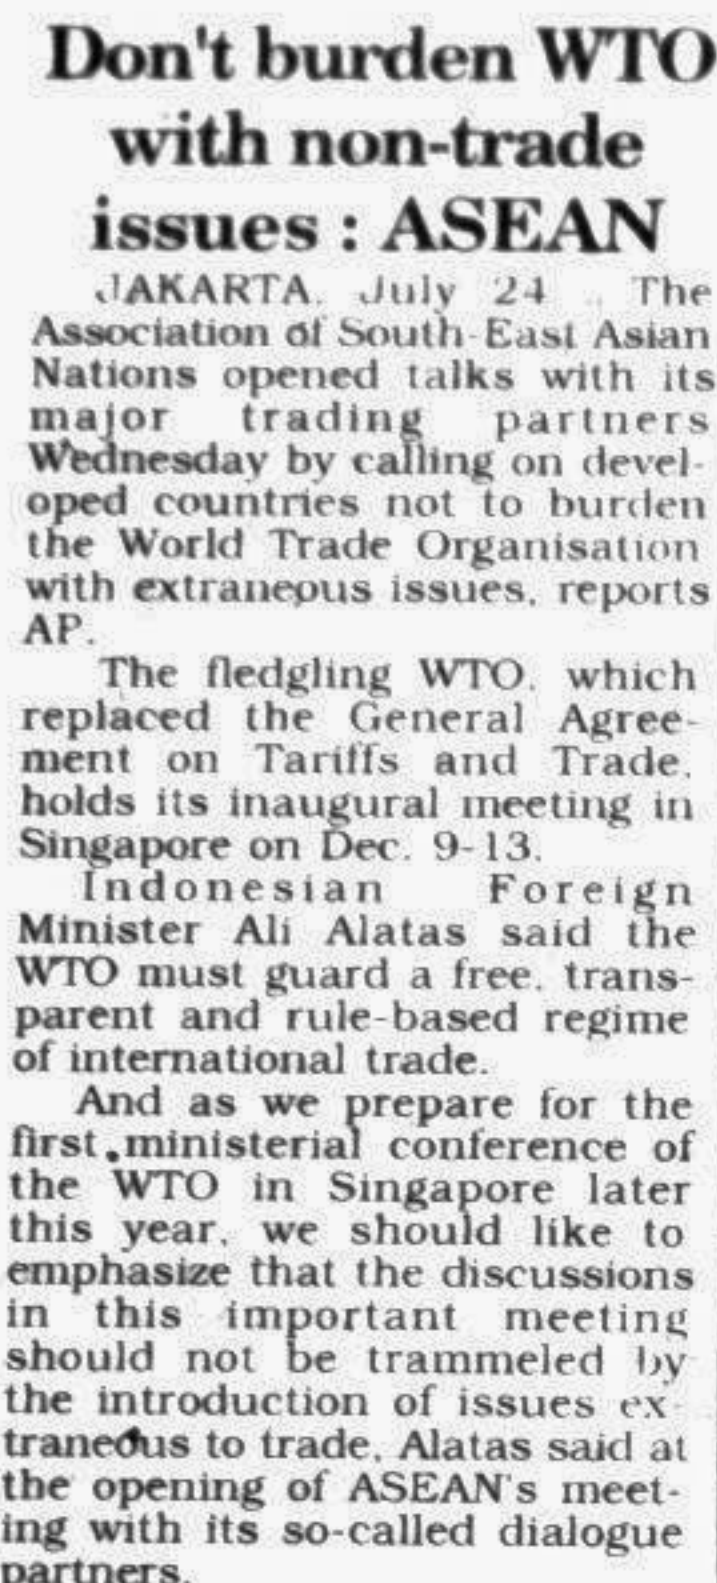 Don't burden WTO
with non-trade
issues : ASEAN
JAKARTA, July 24 .. The
Association of South-East Asian
Nations opened talks with its
major trading partners
Wednesday by calling on devel-
oped countries not to burden
the World Trade Organisation
with extraneous issues, reports
AP.
The fledgling WTO, which
replaced the General Agree-
ment on Tariffs and Trade,
holds its inaugural meeting in
Singapore on Dec. 9-13.
Indonesian Foreign
Minister Ali Alatas said the
WTO must guard a free, trans-
parent and rule-based regime
of international trade.
And as we prepare for the
first ministerial conference of
the WTO in Singapore later
this year, we should like to
emphasize that the discussions
in this important meeting
should not be trammeled by
the introduction of issues ex-
traneous to trade, Alatas said at
the opening of ASEAN's meet-
ing with its so-called dialogue
partners.